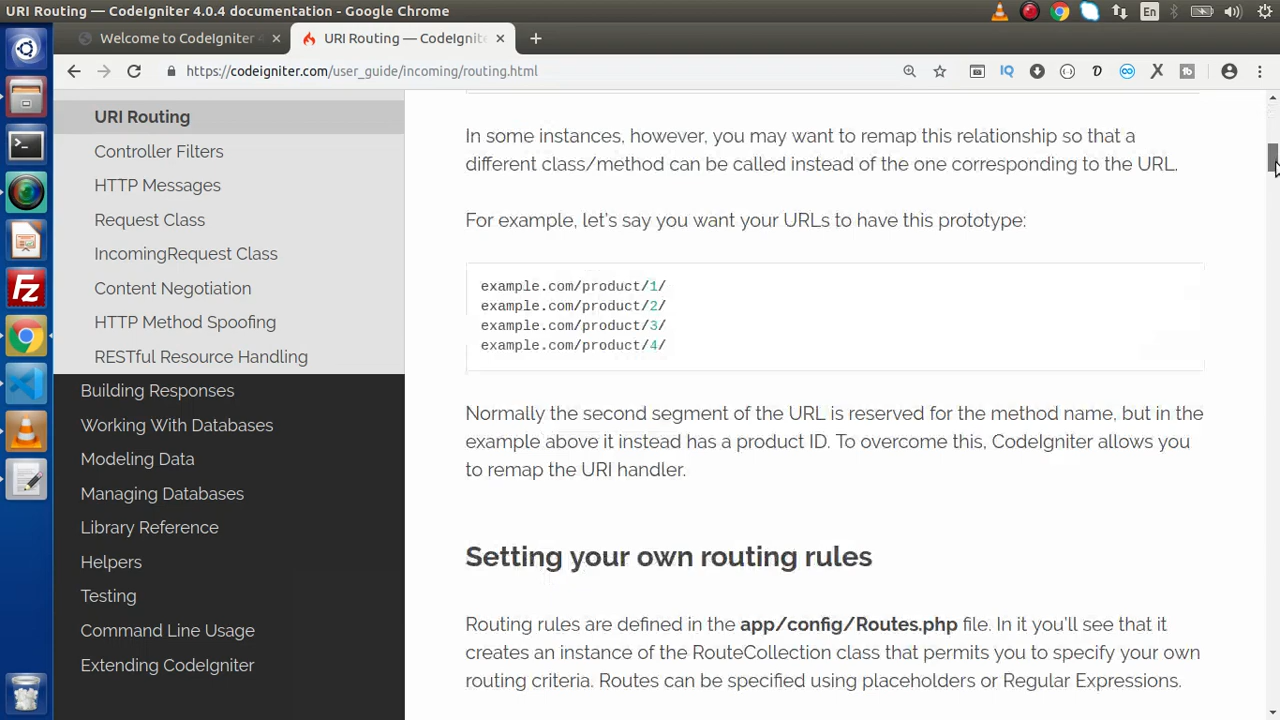 URI Routing — CodeIgniter 4.0.4 documentation - Google Chrome
En
Welcome to CodeIgniter 4
URI Routing — CodeIgnite
https://codeigniter.com/user_guide/incoming/routing.html
IQ
URI Routing
Controller Filters
HTTP Messages
Request Class
IncomingRequest Class
Content Negotiation
HTTP Method Spoofing
RESTful Resource Handling
Building Responses
Working With Databases
Modeling Data
Managing Databases
Library Reference
Helpers
Testing
Command Line Usage
Extending CodeIgniter
In some instances, however, you may want to remap this relationship so that a
different class/method can be called instead of the one corresponding to the URL.
For example, let’s say you want your URLs to have this prototype:
example.com/product/1/
example.com/product/2/
example.com/product/3/
example.com/product/4/
Normally the second segment of the URL is reserved for the method name, but in the
example above it instead has a product ID. To overcome this, CodeIgniter allows you
to remap the URI handler.
Setting your own routing rules
Routing rules are defined in the app/config/Routes.php file. In it you’ll see that it
creates an instance of the RouteCollection class that permits you to specify your own
routing criteria. Routes can be specified using placeholders or Regular Expressions.